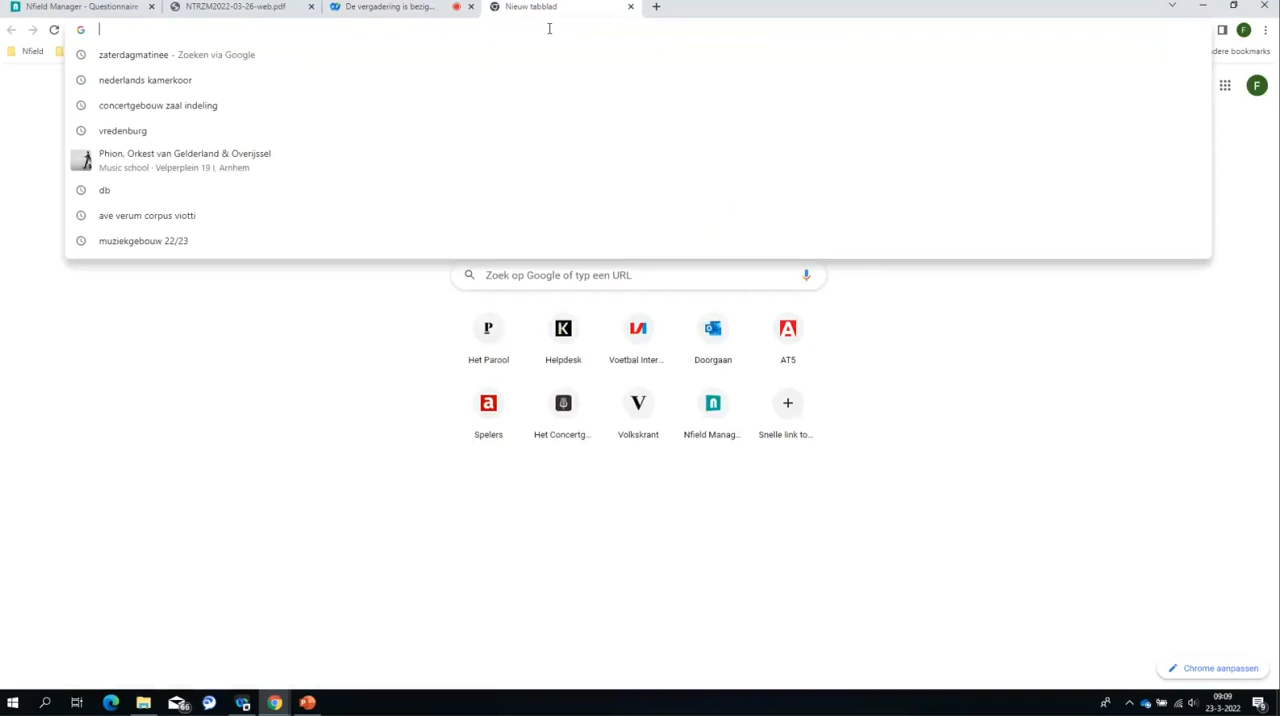 Nfield Manager - Questionnaire
NTRZM2022-03-26-web.pdf
De vergadering is bezig...
Nieuw tabblad
Nfield
dere bookmarks
zaterdagmatinee - Zoeken via Google
nederlands kamerkoor
concertgebouw zaal indeling
vredenburg
Phion, Orkest van Gelderland & Overijssel
Music school · Velperplein 19 I, Arnhem
db
ave verum corpus viotti
muziekgebouw 22/23
F
F
Zoek op Google of typ een URL
Het Parool
Helpdesk
Voetbal Inter...
Doorgaan
AT5
Spelers
Het Concertg...
Volkskrant
Nfield Manag...
Snelle link to...
Chrome aanpassen
66
09:09
23-3-2022
9